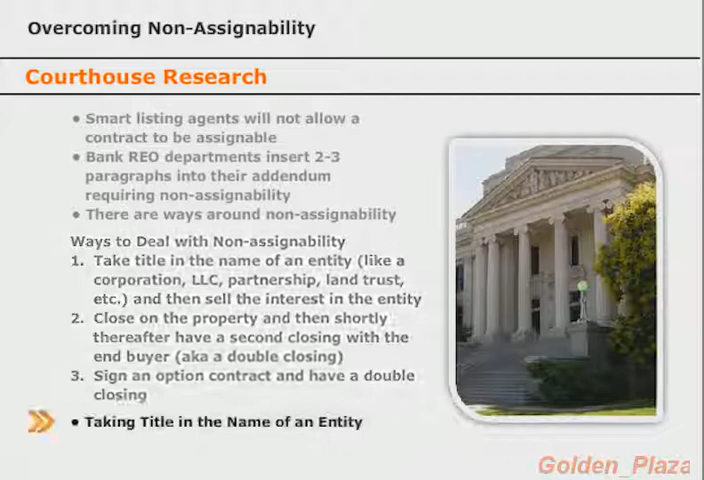 Overcoming Non-Assignability
Courthouse Research
• Smart listing agents will not allow a
contract to be assignable
• Bank REO departments insert 2-3
paragraphs into their addendum
requiring non-assignability
• There are ways around non-assignability
Ways to Deal with Non-assignability
1. Take title in the name of an entity (like a
corporation, LLC, partnership, land trust,
etc.) and then sell the interest in the entity
2. Close on the property and then shortly
thereafter have a second closing with the
end buyer (aka a double closing)
3. Sign an option contract and have a double
closing
• Taking Title in the Name of an Entity
Golden_Plaza